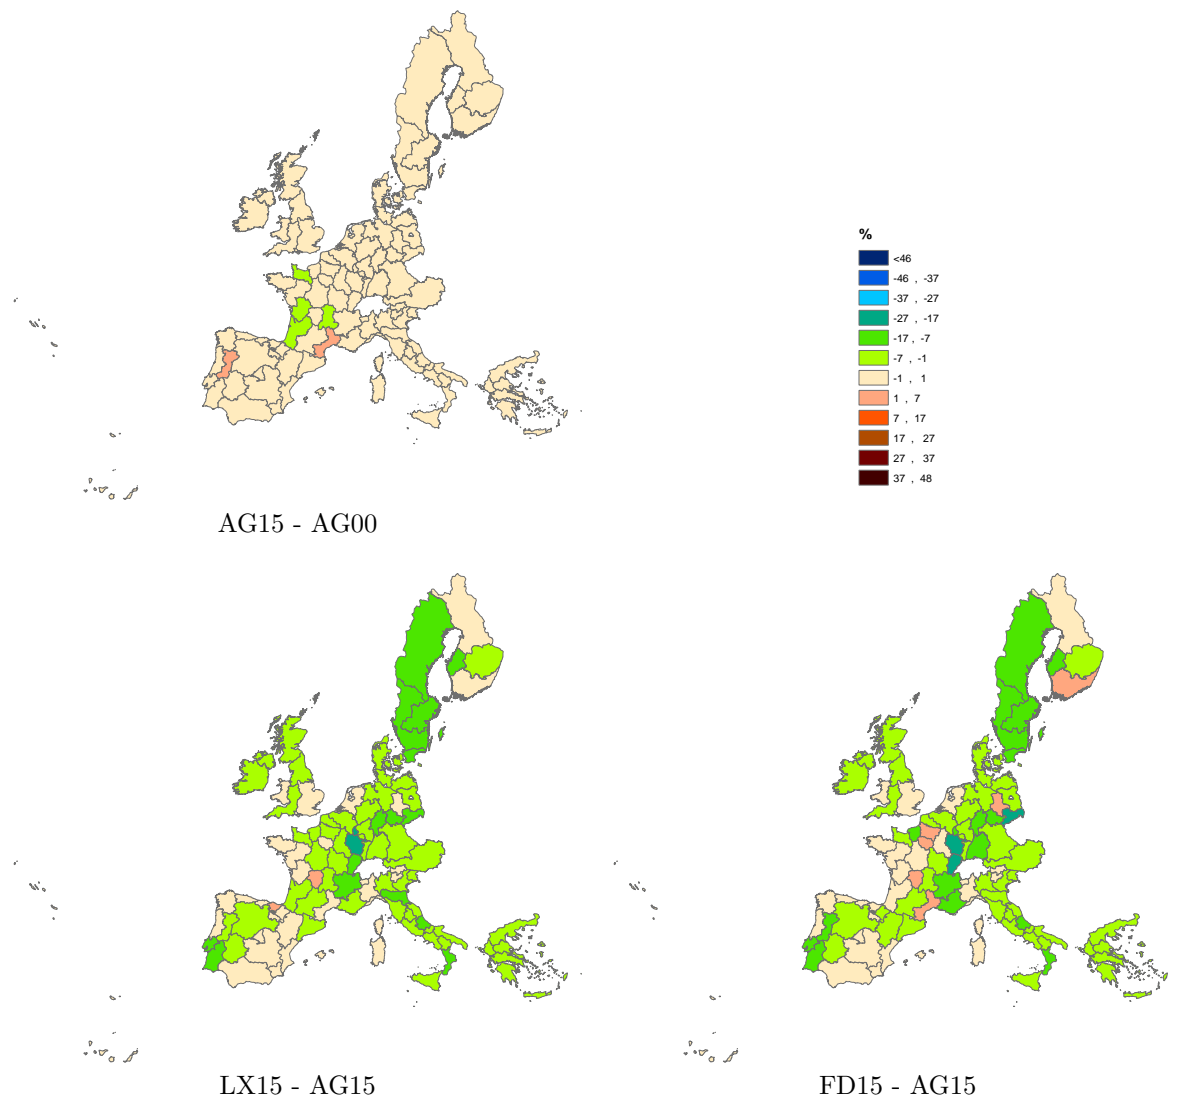 %
<46
-46 , -37
-37 , -27
-27 , -17
-17 , -7
-7 , -1
-1 , 1
1 , 7
7 , 17
17 , 27
27 , 37
37 , 48
AG15 - AG00
LX15 - AG15
FD15 - AG15